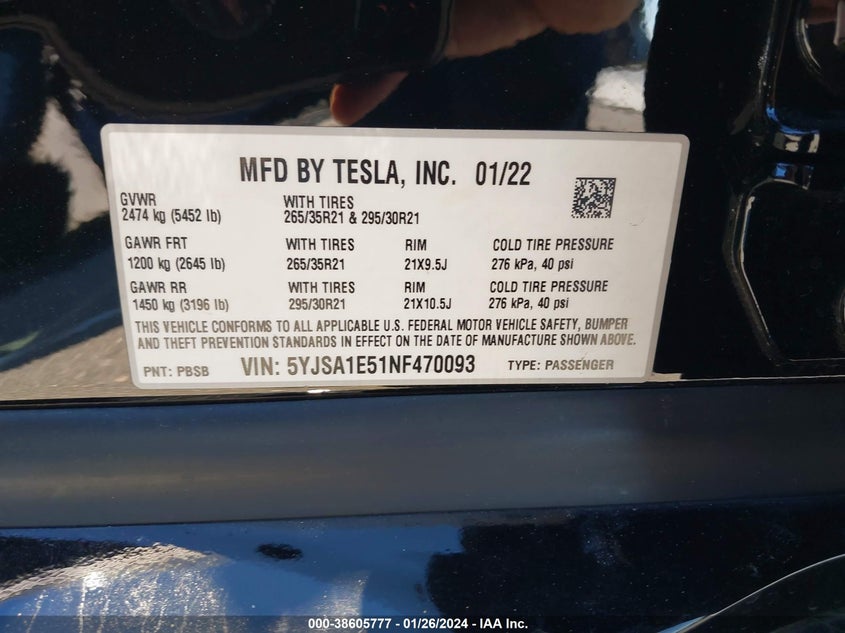 MFD BY TESLA, INC. 01/22
GVWR WITH TIRES
2474 kg (5452 lb) 265/35R21 & 295/30R21
GAWR FRT WITH TIRES RIM COLD TIRE PRESSURE
1200 kg (2645 lb) 265/35R21 21X9.5J 276 kPa, 40 psi
GAWR RR WITH TIRES RIM COLD TIRE PRESSURE
1450 kg (3196 lb) 295/30R21 21X10.5J 276 kPa, 40 psi
THIS VEHICLE CONFORMS TO ALL APPLICABLE U.S. FEDERAL MOTOR VEHICLE SAFETY, BUMPER
AND THEFT PREVENTION STANDARDS IN EFFECT ON THE DATE OF MANUFACTURE SHOWN ABOVE.
PNT: PBSB VIN: 5YJSA1E51NF470093 TYPE: PASSENGER
000-38605777 - 01/26/2024 - IAA Inc.